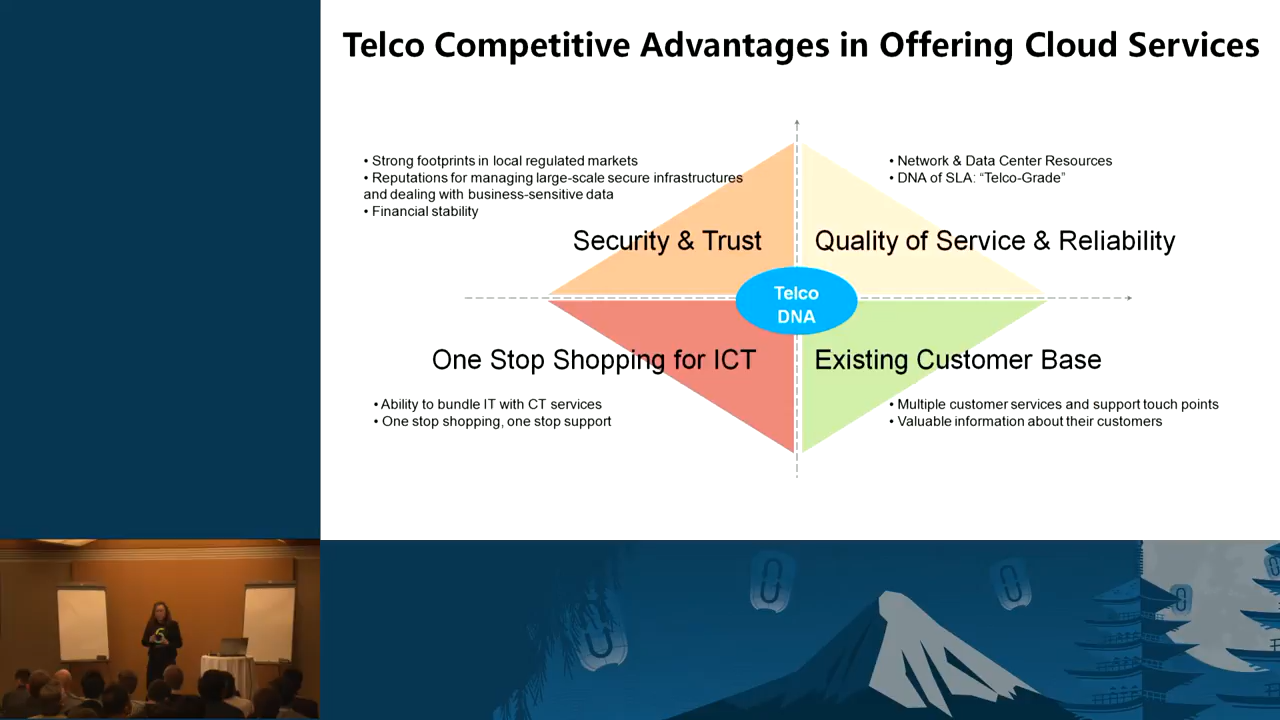 Telco Competitive Advantages in Offering Cloud Services
• Strong footprints in local regulated markets
• Reputations for managing large-scale secure infrastructures
and dealing with business-sensitive data
• Financial stability
Security & Trust
• Network & Data Center Resources
• DNA of SLA: “Telco-Grade”
Quality of Service & Reliability
Telco
DNA
One Stop Shopping for ICT
• Ability to bundle IT with CT services
• One stop shopping, one stop support
Existing Customer Base
• Multiple customer services and support touch points
• Valuable information about their customers